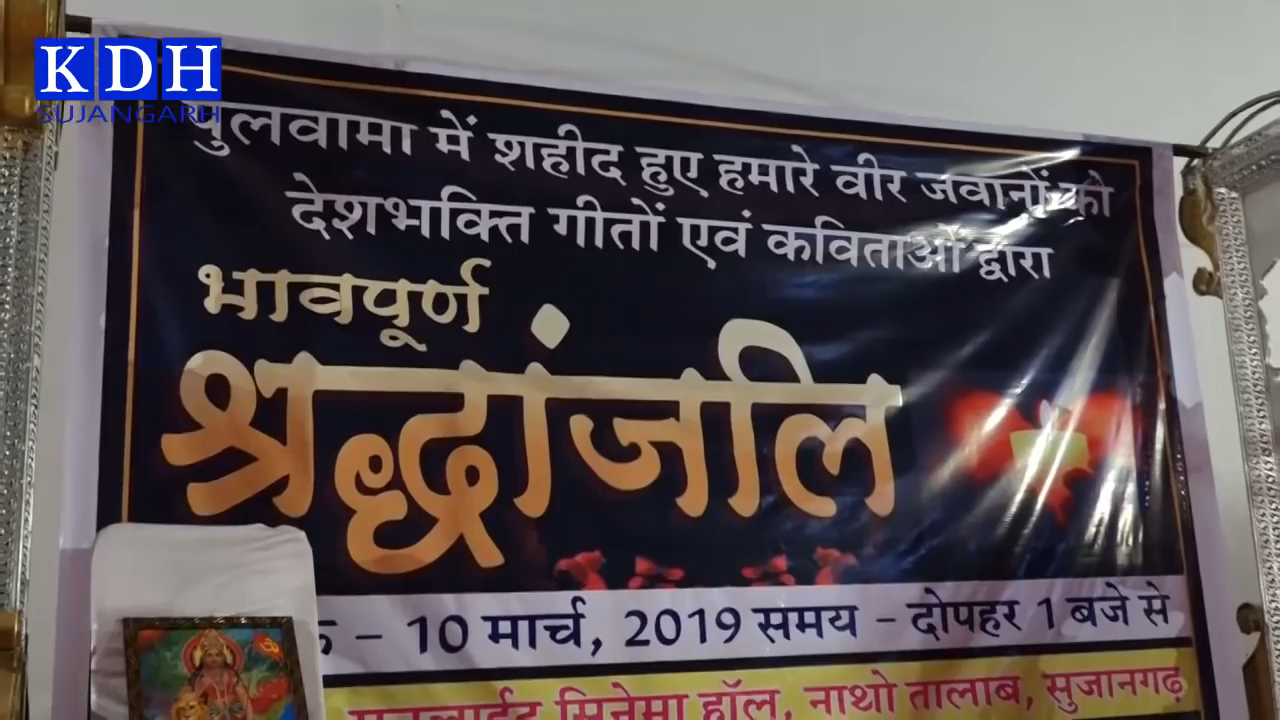 KDH
SUJANGARH
पुलवामा में शहीद हुए हमारे वीर जवानों को
देशभक्ति गीतों एवं कविताओं द्वारा
भावपूर्ण
श्रद्धांजलि
– 10 मार्च, 2019 समय – दोपहर 1 बजे से
सिनेमा हॉल, नाथो तालाब, सुजानगढ़